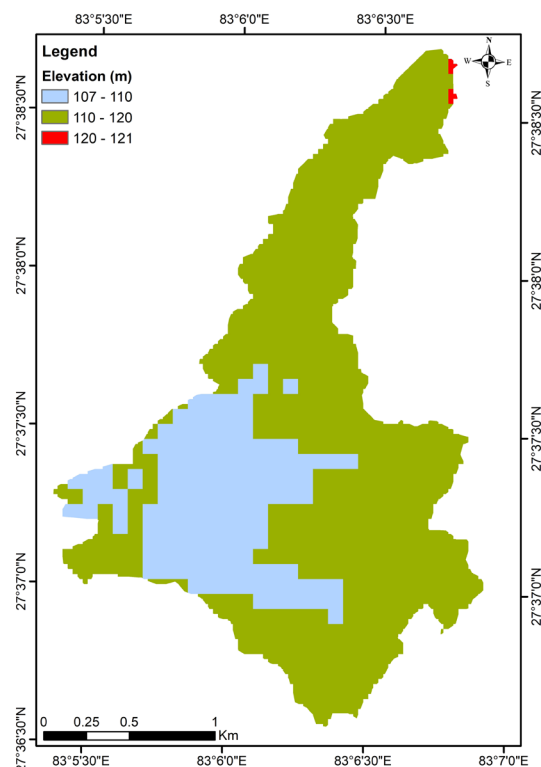 83°5'30"E 83°6'0"E 83°6'30"E
Legend
Elevation (m)
107 - 110
110 - 120
120 - 121
N
W E
S
27°38'30"N
27°38'0"N
27°37'30"N
27°37'0"N
27°36'30"N
27°38'30"N
27°38'0"N
27°37'30"N
27°37'0"N
0 0.25 0.5 1
Km
83°5'30"E 83°6'0"E 83°6'30"E 83°7'0"E